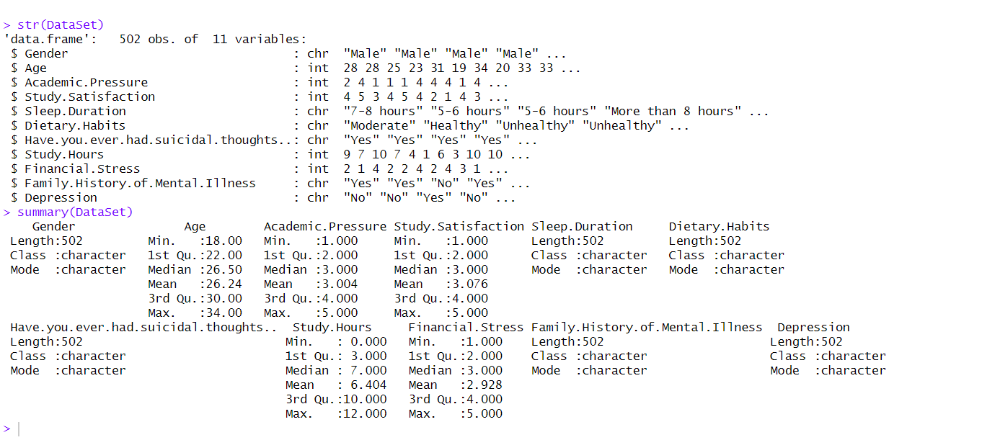 > str(DataSet)
'data.frame':   502 obs. of  11 variables:
 $ Gender                               : chr  "Male" "Male" "Male" "Male" ...
 $ Age                                  : int  28 28 25 23 31 19 34 20 33 33 ...
 $ Academic.Pressure                    : int  2 4 1 1 1 4 4 4 1 4 ...
 $ Study.Satisfaction                   : int  4 5 3 4 5 4 2 1 4 3 ...
 $ Sleep.Duration                       : chr  "7-8 hours" "5-6 hours" "5-6 hours" "More than 8 hours" ...
 $ Dietary.Habits                       : chr  "Moderate" "Healthy" "Unhealthy" "Unhealthy" ...
 $ Have.you.ever.had.suicidal.thoughts..: chr  "Yes" "Yes" "Yes" "Yes" ...
 $ Study.Hours                          : int  9 7 10 7 4 1 6 3 10 10 ...
 $ Financial.Stress                     : int  2 1 4 2 2 4 2 4 3 1 ...
 $ Family.History.of.Mental.Illness     : chr  "Yes" "Yes" "No" "Yes" ...
 $ Depression                           : chr  "No" "No" "Yes" "No" ...
> summary(DataSet)
    Gender               Age        Academic.Pressure Study.Satisfaction Sleep.Duration     Dietary.Habits
 Length:502         Min.   :18.00   Min.   :1.000     Min.   :1.000      Length:502         Length:502
 Class :character   1st Qu.:22.00   1st Qu.:2.000     1st Qu.:2.000      Class :character   Class :character
 Mode  :character   Median :26.50   Median :3.000     Median :3.000      Mode  :character   Mode  :character
                    Mean   :26.24   Mean   :3.004     Mean   :3.076
                    3rd Qu.:30.00   3rd Qu.:4.000     3rd Qu.:4.000
                    Max.   :34.00   Max.   :5.000     Max.   :5.000
 Have.you.ever.had.suicidal.thoughts..  Study.Hours     Financial.Stress Family.History.of.Mental.Illness  Depression
 Length:502                            Min.   : 0.000   Min.   :1.000    Length:502                       Length:502
 Class :character                      1st Qu.: 3.000   1st Qu.:2.000    Class :character                 Class :character
 Mode  :character                      Median : 7.000   Median :3.000    Mode  :character                 Mode  :character
                                       Mean   : 6.404   Mean   :2.928
                                       3rd Qu.:10.000   3rd Qu.:4.000
                                       Max.   :12.000   Max.   :5.000
>